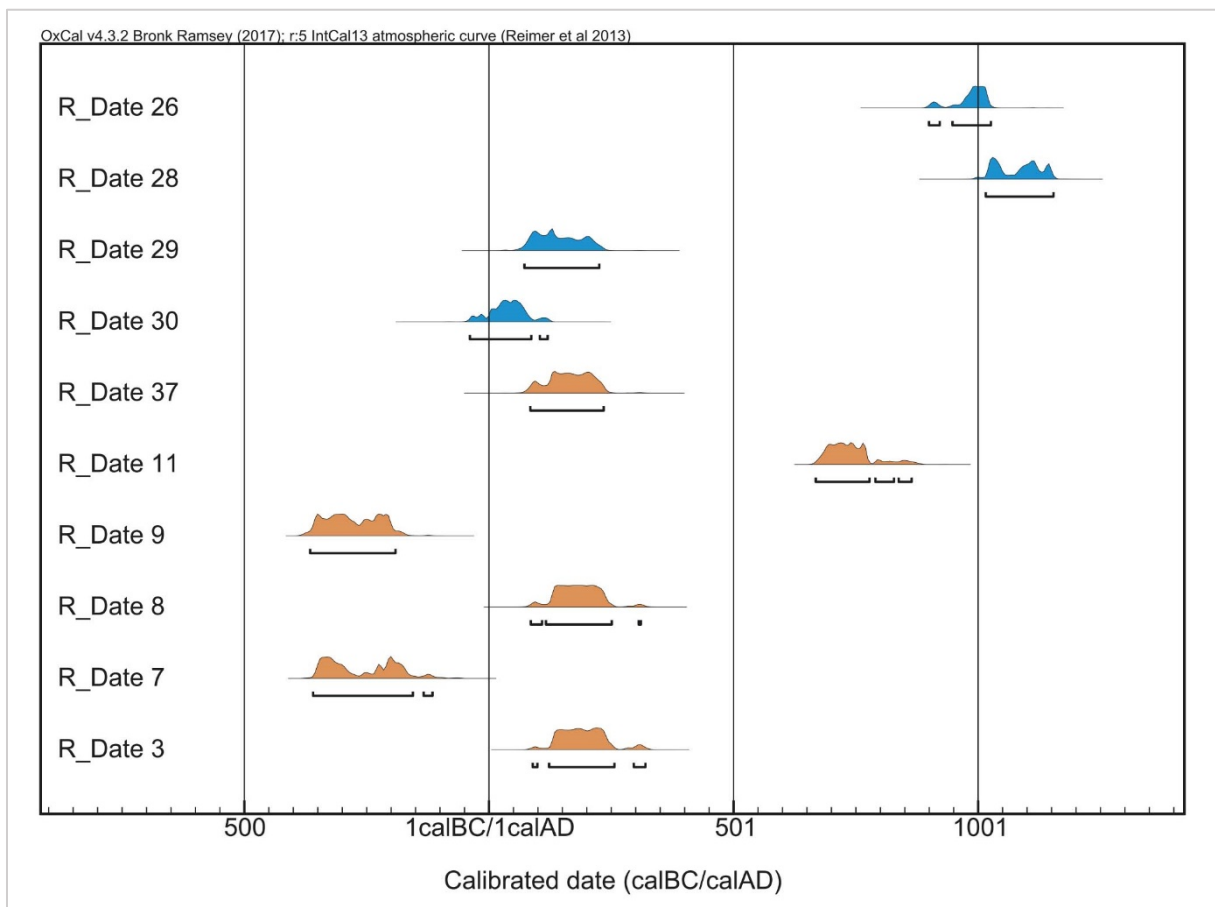 OxCal v4.3.2 Bronk Ramsey (2017); r:5 IntCal13 atmospheric curve (Reimer et al 2013)
R_Date 26
R_Date 28
R_Date 29
R_Date 30
R_Date 37
R_Date 11
R_Date 9
R_Date 8
R_Date 7
R_Date 3
500 1calBC/1calAD 501 1001
Calibrated date (calBC/calAD)